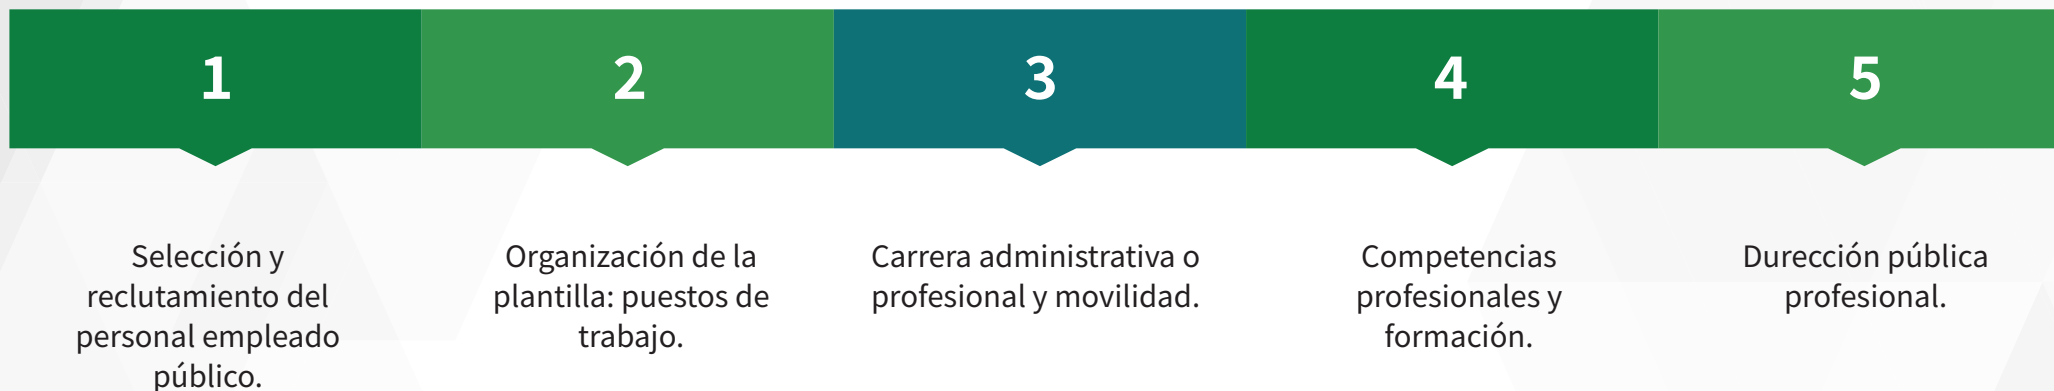 1
Selección y
reclutamiento del
personal empleado
público.
2
Organización de la
plantilla: puestos de
trabajo.
3
Carrera administrativa o
profesional y movilidad.
4
Competencias
profesionales y
formación.
5
Durección pública
profesional.